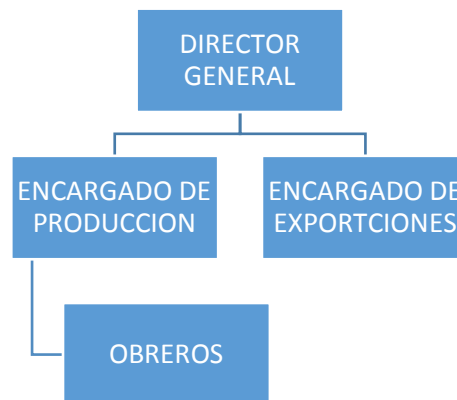 DIRECTOR
GENERAL
ENCARGADO DE
PRODUCCION
ENCARGADO DE
EXPORTCIONES
OBREROS